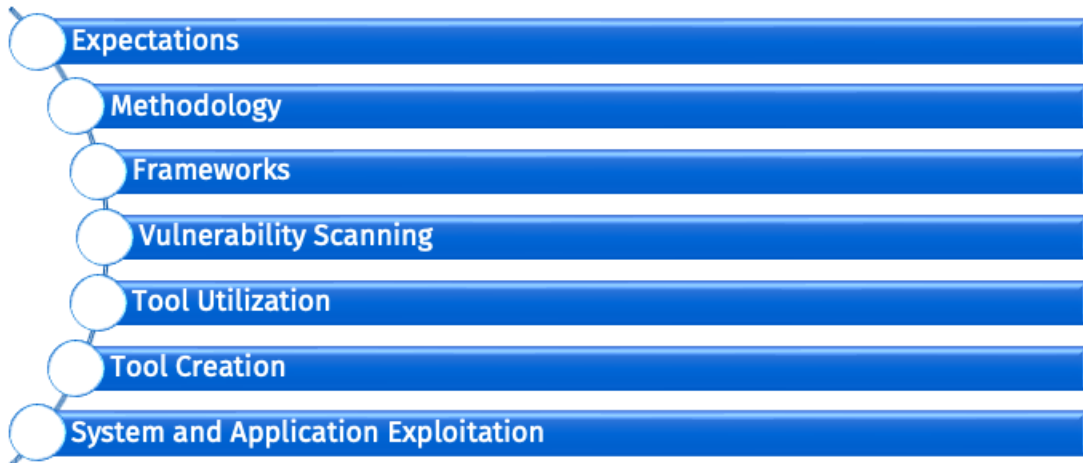 Expectations
Methodology
Frameworks
Vulnerability Scanning
Tool Utilization
Tool Creation
System and Application Exploitation